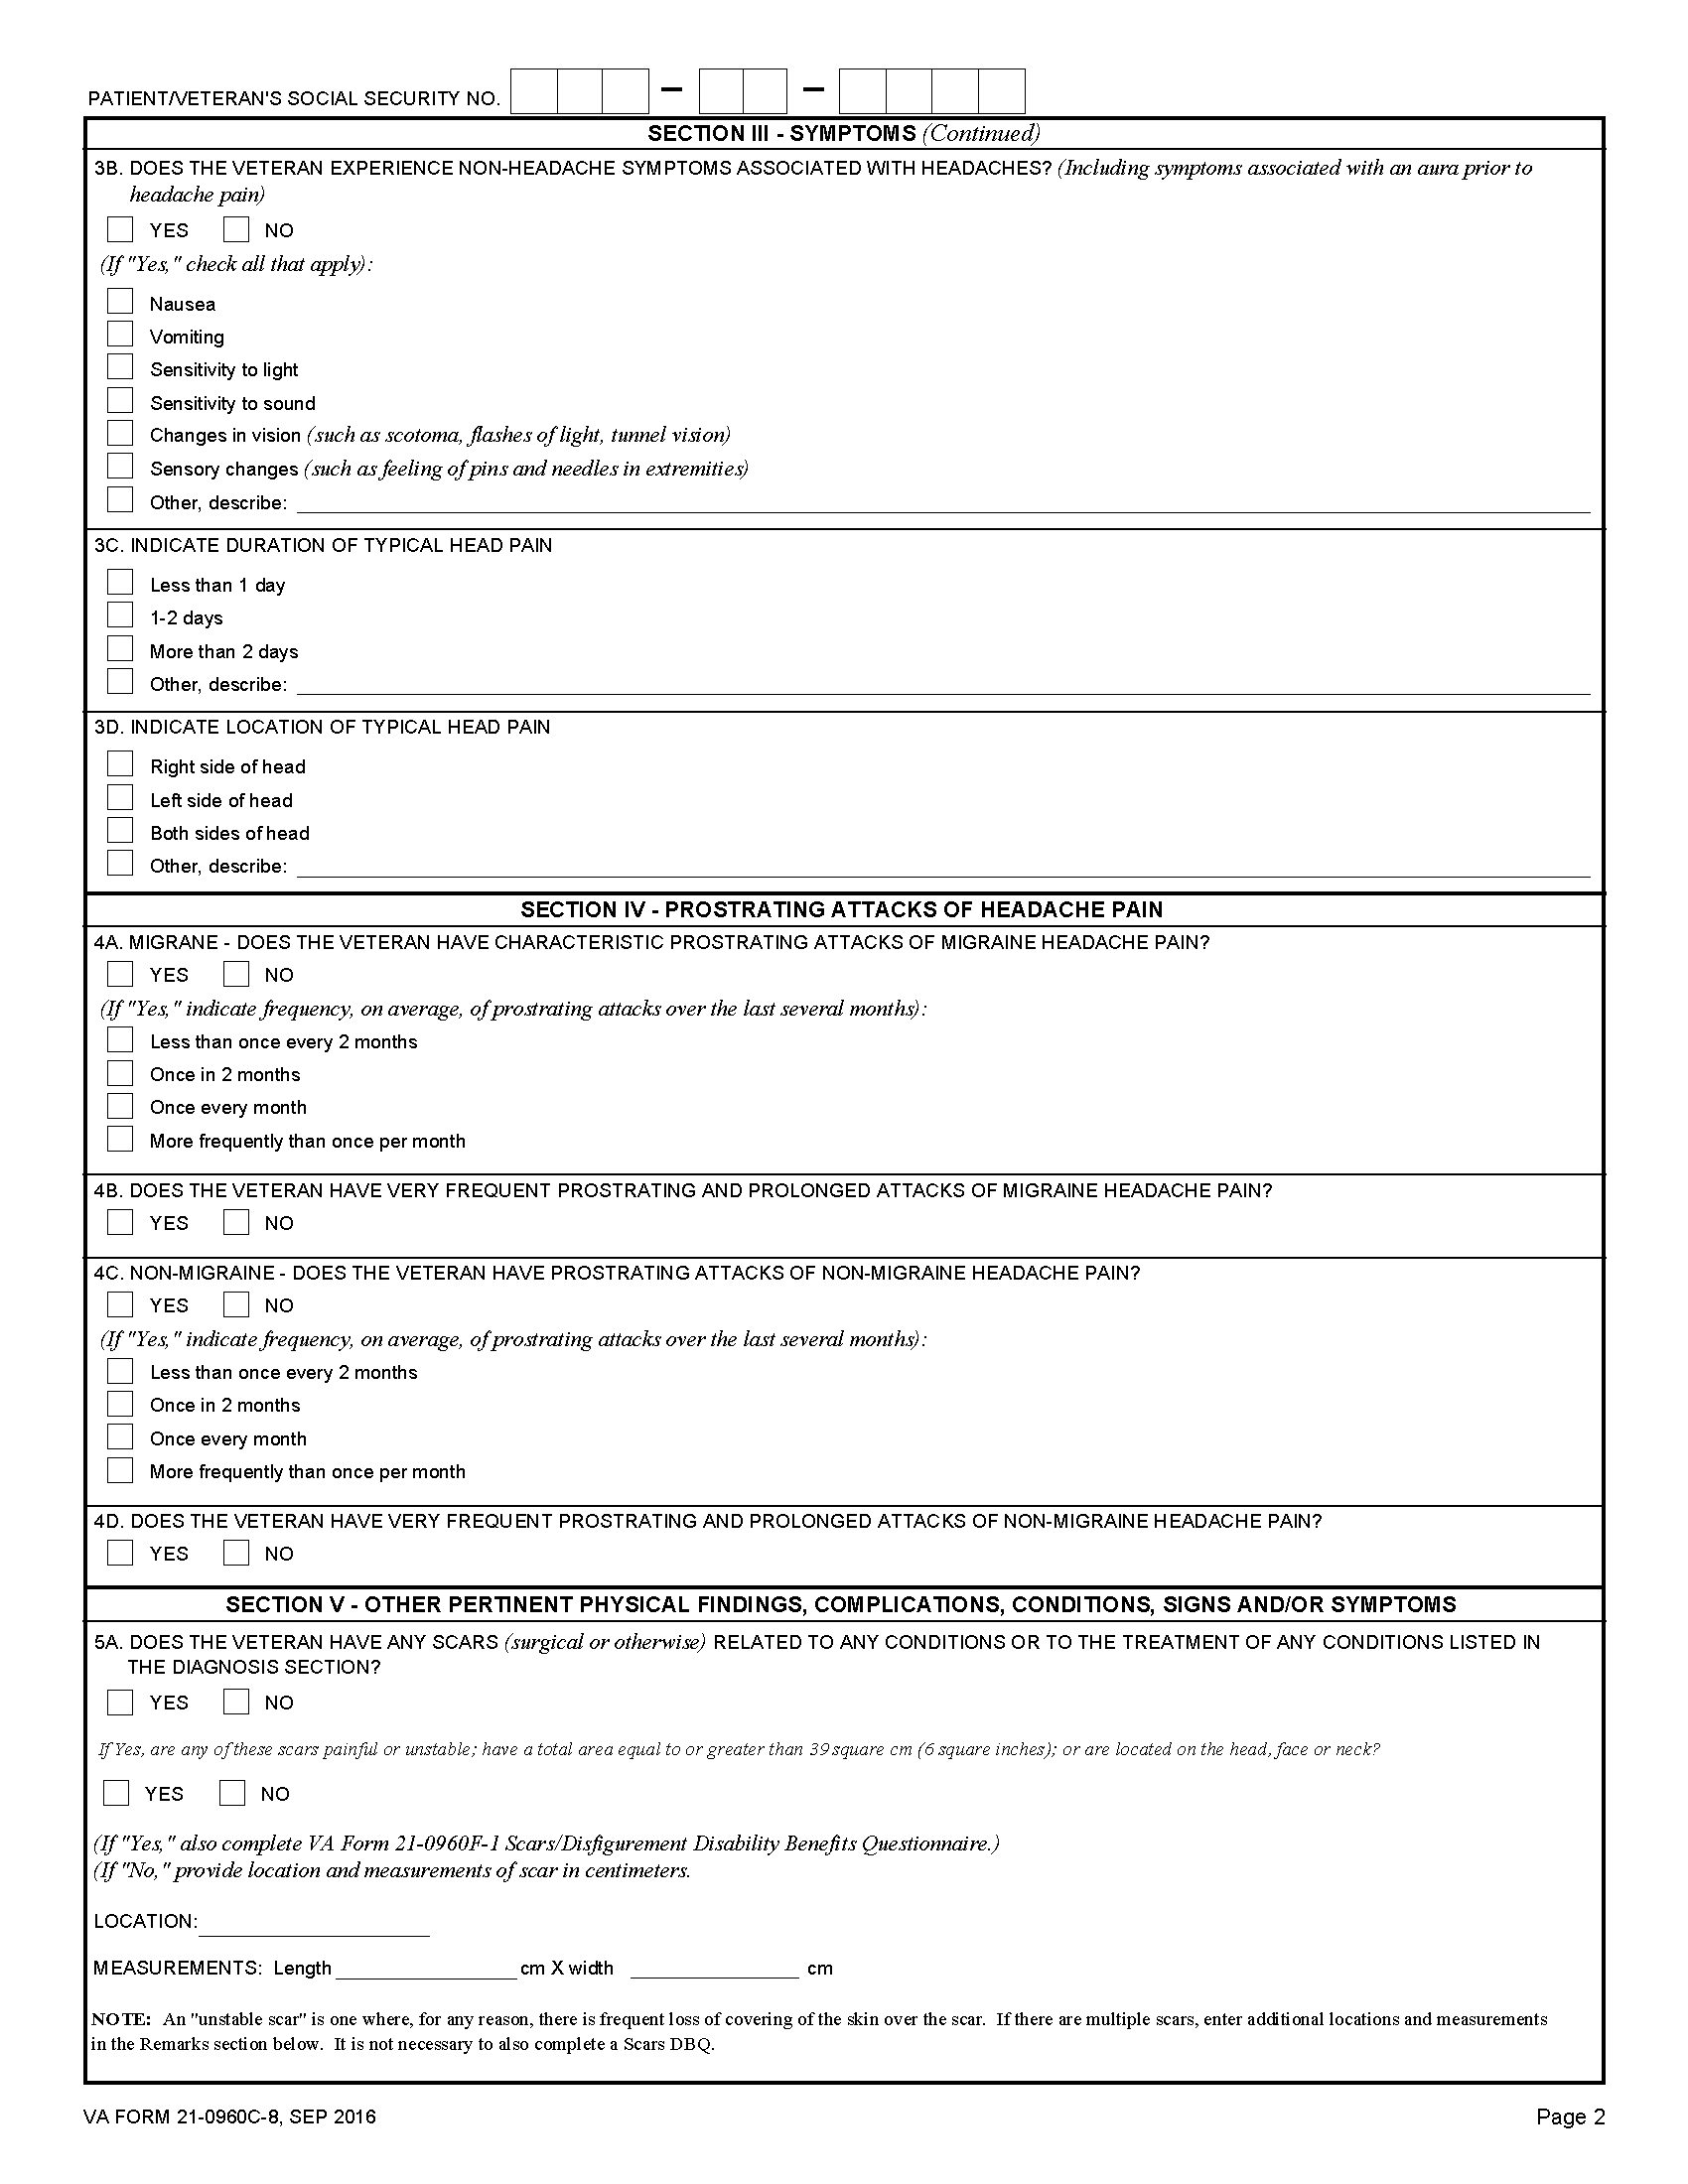 PATIENT/VETERAN'S SOCIAL SECURITY NO. – –
SECTION III - SYMPTOMS (Continued)
3B. DOES THE VETERAN EXPERIENCE NON-HEADACHE SYMPTOMS ASSOCIATED WITH HEADACHES? (Including symptoms associated with an aura prior to
headache pain)
YES NO
(If "Yes," check all that apply):
Nausea
Vomiting
Sensitivity to light
Sensitivity to sound
Changes in vision (such as scotoma, flashes of light, tunnel vision)
Sensory changes (such as feeling of pins and needles in extremities)
Other, describe:
3C. INDICATE DURATION OF TYPICAL HEAD PAIN
Less than 1 day
1-2 days
More than 2 days
Other, describe:
3D. INDICATE LOCATION OF TYPICAL HEAD PAIN
Right side of head
Left side of head
Both sides of head
Other, describe:
SECTION IV - PROSTRATING ATTACKS OF HEADACHE PAIN
4A. MIGRANE - DOES THE VETERAN HAVE CHARACTERISTIC PROSTRATING ATTACKS OF MIGRAINE HEADACHE PAIN?
YES NO
(If "Yes," indicate frequency, on average, of prostrating attacks over the last several months):
Less than once every 2 months
Once in 2 months
Once every month
More frequently than once per month
4B. DOES THE VETERAN HAVE VERY FREQUENT PROSTRATING AND PROLONGED ATTACKS OF MIGRAINE HEADACHE PAIN?
YES NO
4C. NON-MIGRAINE - DOES THE VETERAN HAVE PROSTRATING ATTACKS OF NON-MIGRAINE HEADACHE PAIN?
YES NO
(If "Yes," indicate frequency, on average, of prostrating attacks over the last several months):
Less than once every 2 months
Once in 2 months
Once every month
More frequently than once per month
4D. DOES THE VETERAN HAVE VERY FREQUENT PROSTRATING AND PROLONGED ATTACKS OF NON-MIGRAINE HEADACHE PAIN?
YES NO
SECTION V - OTHER PERTINENT PHYSICAL FINDINGS, COMPLICATIONS, CONDITIONS, SIGNS AND/OR SYMPTOMS
5A. DOES THE VETERAN HAVE ANY SCARS (surgical or otherwise) RELATED TO ANY CONDITIONS OR TO THE TREATMENT OF ANY CONDITIONS LISTED IN
THE DIAGNOSIS SECTION?
YES NO
If Yes, are any of these scars painful or unstable; have a total area equal to or greater than 39 square cm (6 square inches); or are located on the head, face or neck?
YES NO
(If "Yes," also complete VA Form 21-0960F-1 Scars/Disfigurement Disability Benefits Questionnaire.)
(If "No," provide location and measurements of scar in centimeters.
LOCATION:
MEASUREMENTS: Length cm X width cm
NOTE: An "unstable scar" is one where, for any reason, there is frequent loss of covering of the skin over the scar. If there are multiple scars, enter additional locations and measurements
in the Remarks section below. It is not necessary to also complete a Scars DBQ.
VA FORM 21-0960C-8, SEP 2016 Page 2